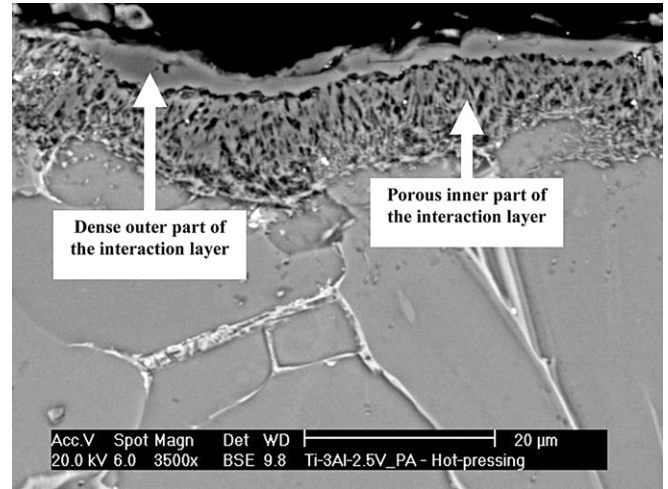 Dense outer part of
the interaction layer
Porous inner part of
the interaction layer
Acc.V Spot Magn Det WD 20 µm
20.0 kV 6.0 3500x BSE 9.8 Ti-3Al-2.5V_PA - Hot-pressing